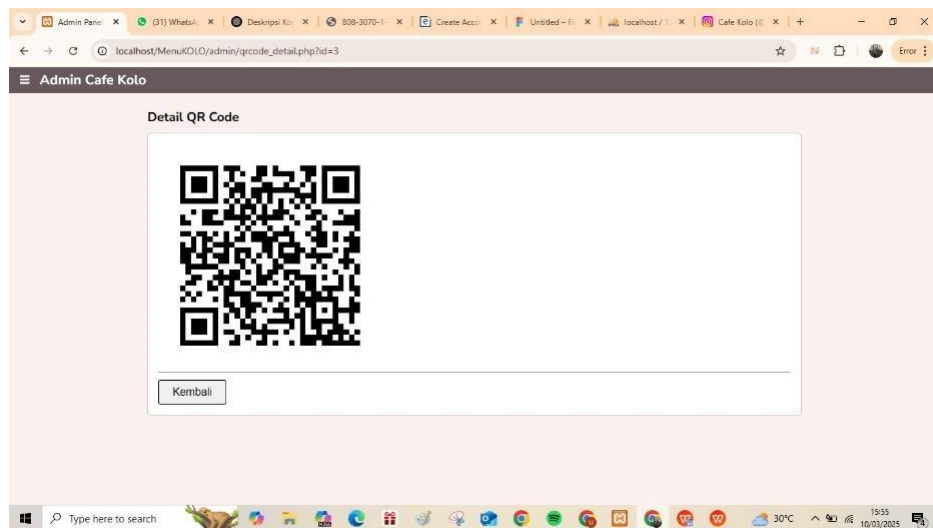 Admin Pane
(31) WhatsA
Deskripsi Ko
808-3070-1-
Create Acco
Untitled – Fi
localhost / 1
Cafe Kolo (@
localhost/MenuKOLO/admin/qrcode_detail.php?id=3
Error
Admin Cafe Kolo
Detail QR Code
Kembali
Type here to search
30°C
15:55
10/03/2025